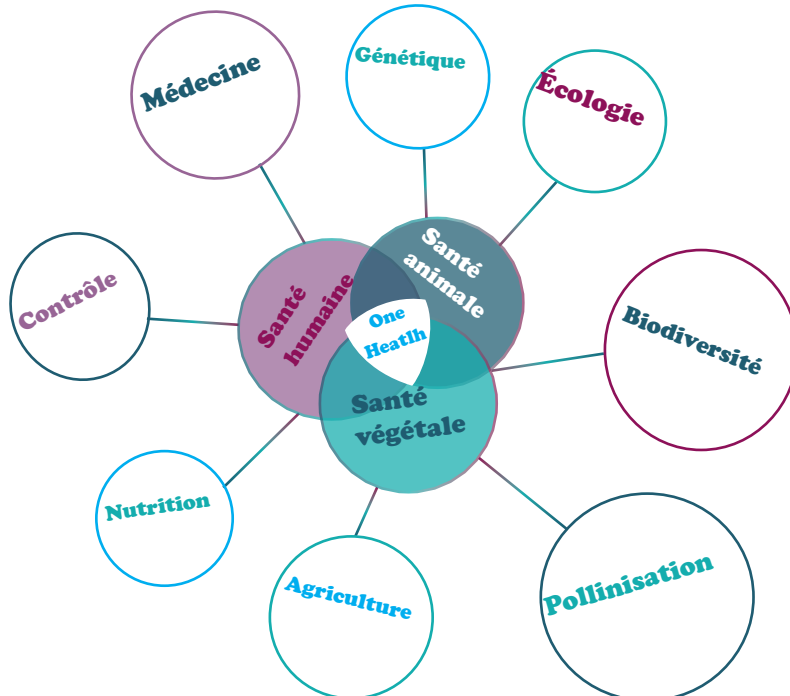 Génétique
Médecine
Écologie
Santé
animale
Contrôle
Santé
humaine
One
Heatlh
Biodiversité
Santé
végétale
Nutrition
Agriculture
Pollinisation